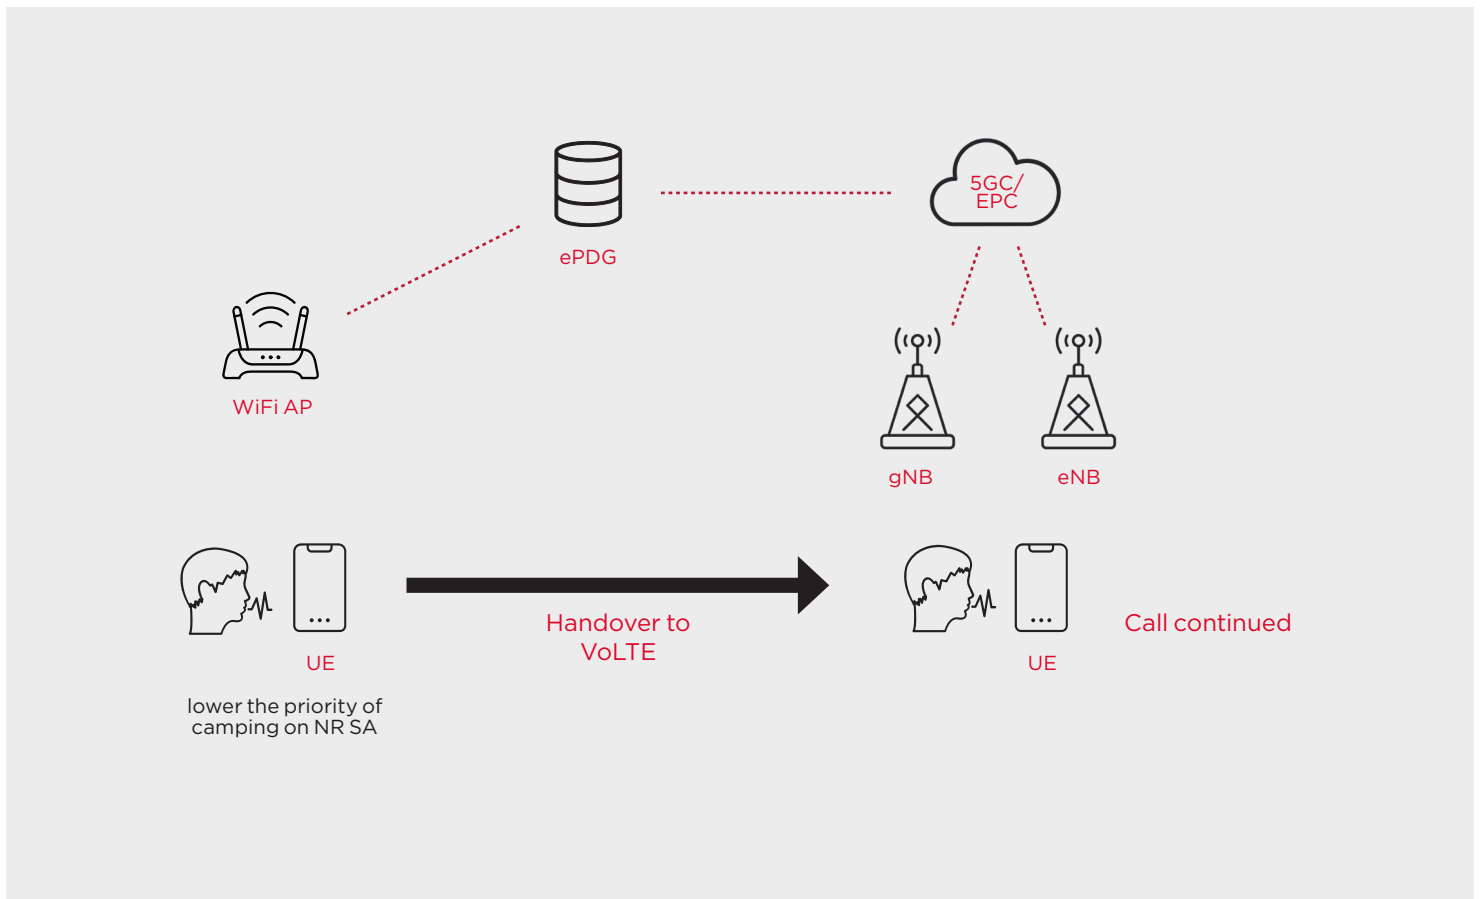 5GC/
EPC
ePDG
WiFi AP
gNB
eNB
Handover to
VoLTE
Call continued
UE
UE
lower the priority of
camping on NR SA